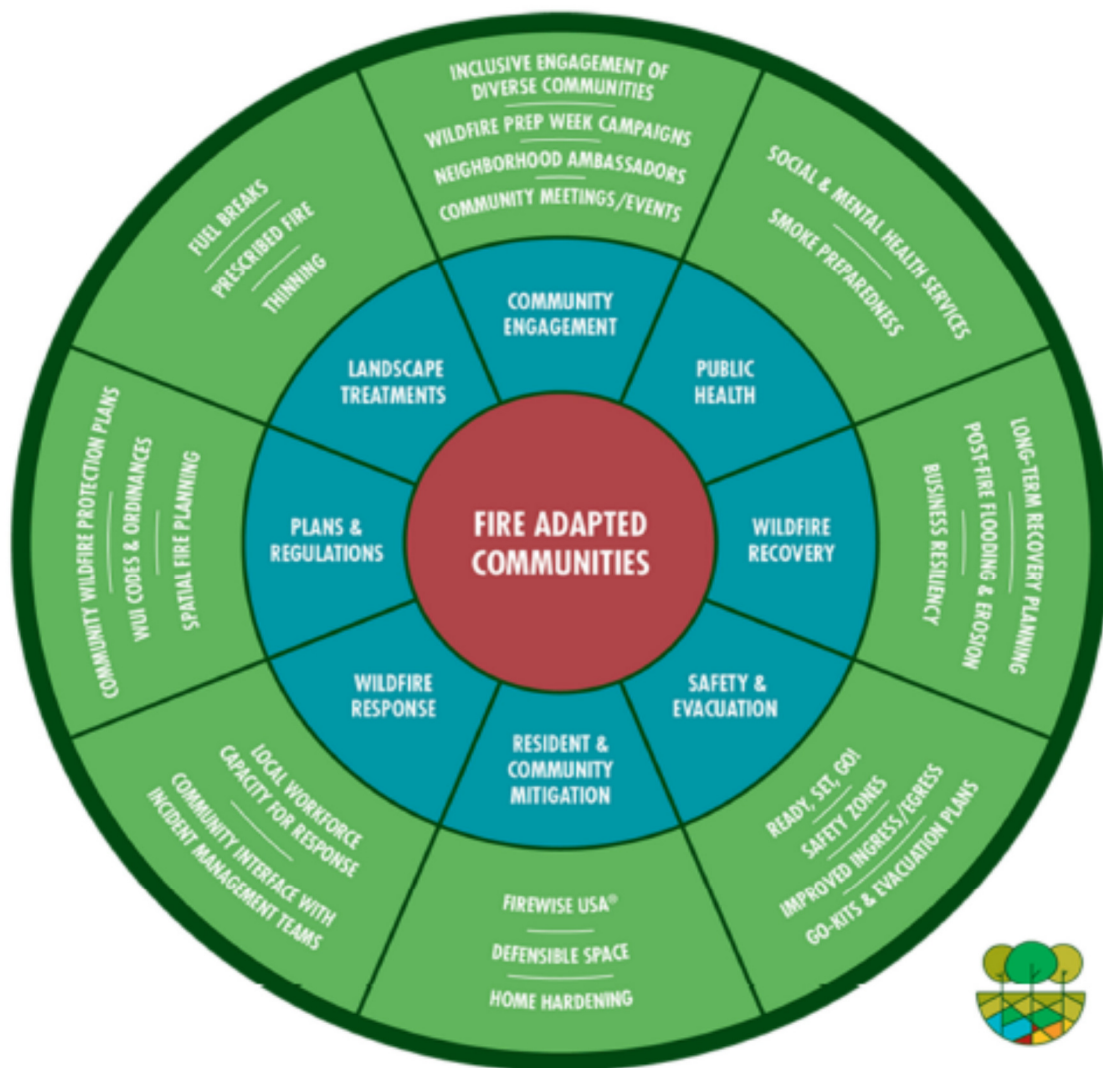 FIRE ADAPTED
COMMUNITIES
COMMUNITY
ENGAGEMENT
INCLUSIVE ENGAGEMENT OF
DIVERSE COMMUNITIES
WILDFIRE PREP WEEK CAMPAIGNS
NEIGHBORHOOD AMBASSADORS
COMMUNITY MEETINGS/EVENTS
PUBLIC
HEALTH
SOCIAL & MENTAL HEALTH SERVICES
SMOKE PREPAREDNESS
WILDFIRE
RECOVERY
LONG-TERM RECOVERY PLANNING
POST-FIRE FLOODING & EROSION
BUSINESS RESILIENCY
SAFETY &
EVACUATION
READY, SET, GO!
SAFETY ZONES
IMPROVED INGRESS/EGRESS
GO-KITS & EVACUATION PLANS
RESIDENT &
COMMUNITY
MITIGATION
FIREWISE USA®
DEFENSIBLE SPACE
HOME HARDENING
WILDFIRE
RESPONSE
LOCAL WORKFORCE
CAPACITY FOR RESPONSE
COMMUNITY INTERFACE WITH
INCIDENT MANAGEMENT TEAMS
PLANS &
REGULATIONS
COMMUNITY WILDFIRE PROTECTION PLANS
WUI CODES & ORDINANCES
SPATIAL FIRE PLANNING
LANDSCAPE
TREATMENTS
FUEL BREAKS
PRESCRIBED FIRE
THINNING